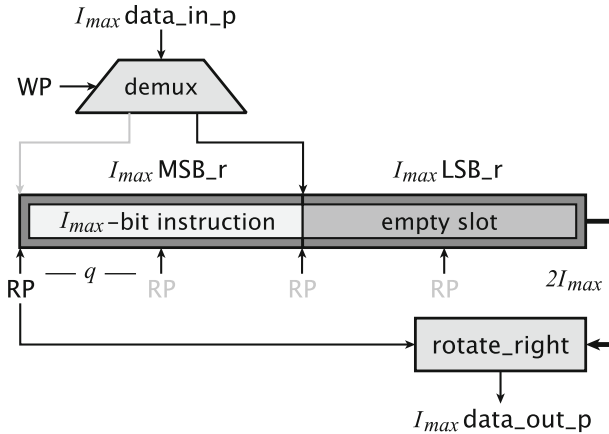 Imax data_in_p
WP
demux
Imax MSB_r
Imax LSB_r
Imax-bit instruction
empty slot
q
RP
RP
RP
RP
2Imax
rotate_right
Imax data_out_p